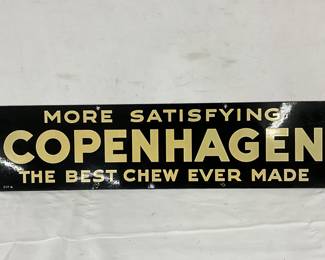 MORE SATISFYING
COPENHAGEN
THE BEST CHEW EVER MADE